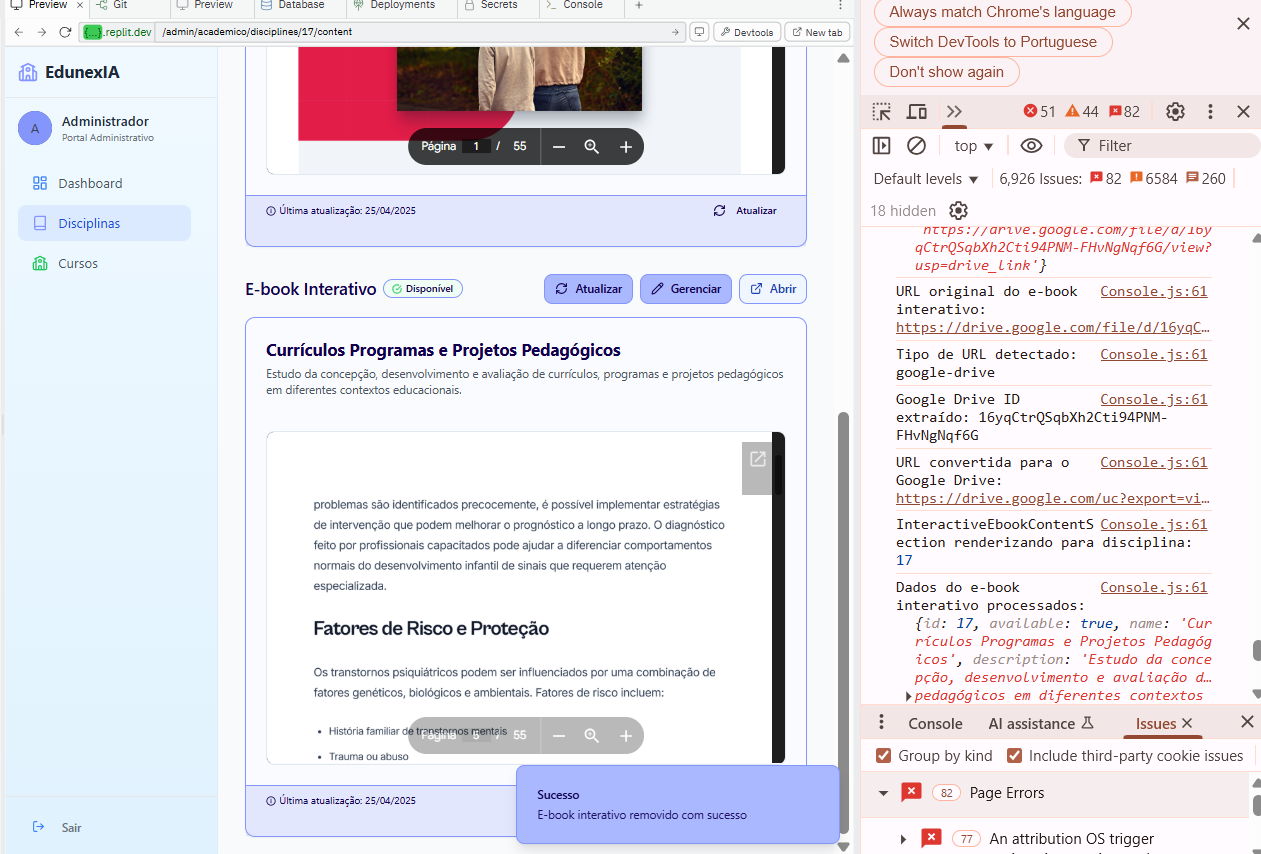 Preview
Git
Preview
Database
Deployments
Secrets
Console
.replit.dev
/admin/academico/disciplines/17/content
Devtools
New tab
EdunexIA
A
Administrador
Portal Administrativo
Dashboard
Disciplinas
Cursos
Sair
Página 1 / 55
Última atualização: 25/04/2025
Atualizar
E-book Interativo
Disponível
Atualizar
Gerenciar
Abrir
Currículos Programas e Projetos Pedagógicos
Estudo da concepção, desenvolvimento e avaliação de currículos, programas e projetos pedagógicos
em diferentes contextos educacionais.
problemas são identificados precocemente, é possível implementar estratégias
de intervenção que podem melhorar o prognóstico a longo prazo. O diagnóstico
feito por profissionais capacitados pode ajudar a diferenciar comportamentos
normais do desenvolvimento infantil de sinais que requerem atenção
especializada.
Fatores de Risco e Proteção
Os transtornos psiquiátricos podem ser influenciados por uma combinação de
fatores genéticos, biológicos e ambientais. Fatores de risco incluem:
• História familiar de transtornos mentais
Página / 55
• Trauma ou abuso
Última atualização: 25/04/2025
Sucesso
E-book interativo removido com sucesso
Always match Chrome's language
Switch DevTools to Portuguese
Don't show again
51 44 82
top
Filter
Default levels
6,926 Issues: 82 6584 260
18 hidden
https://drive.google.com/file/d/16y
qCtrQSqbXh2Cti94PNM-FHvNgNqf6G/view?
usp=drive_link'}
URL original do e-book Console.js:61
interativo:
https://drive.google.com/file/d/16yqC…
Tipo de URL detectado: Console.js:61
google-drive
Google Drive ID Console.js:61
extraído: 16yqCtrQSqbXh2Cti94PNM-
FHvNgNqf6G
URL convertida para o Console.js:61
Google Drive:
https://drive.google.com/uc?export=vi…
InteractiveEbookContentS Console.js:61
ection renderizando para disciplina:
17
Dados do e-book Console.js:61
interativo processados:
{id: 17, available: true, name: 'Cur
rículos Programas e Projetos Pedagóg
icos', description: 'Estudo da conce
pção, desenvolvimento e avaliação d…
pedagógicos em diferentes contextos
Console
AI assistance
Issues
Group by kind
Include third-party cookie issues
82 Page Errors
77 An attribution OS trigger